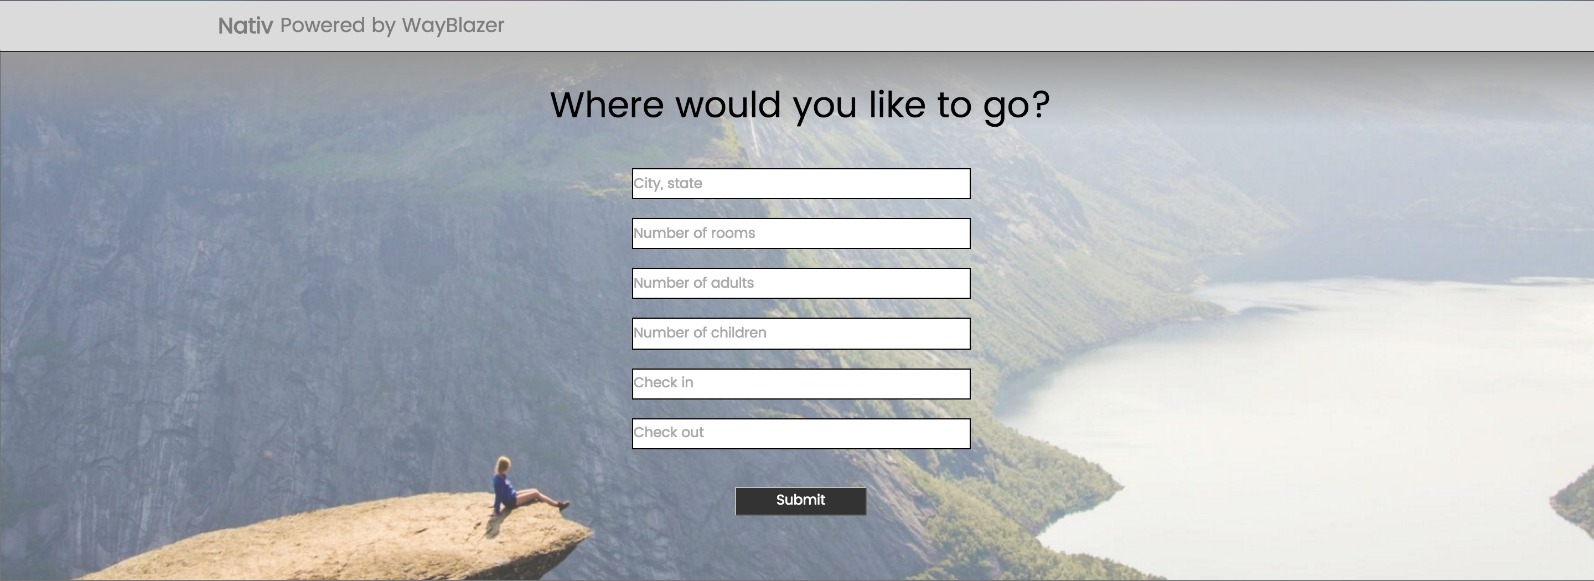 Nativ Powered by WayBlazer
Where would you like to go?
City, state
Number of rooms
Number of adults
Number of children
Check in
Check out
Submit